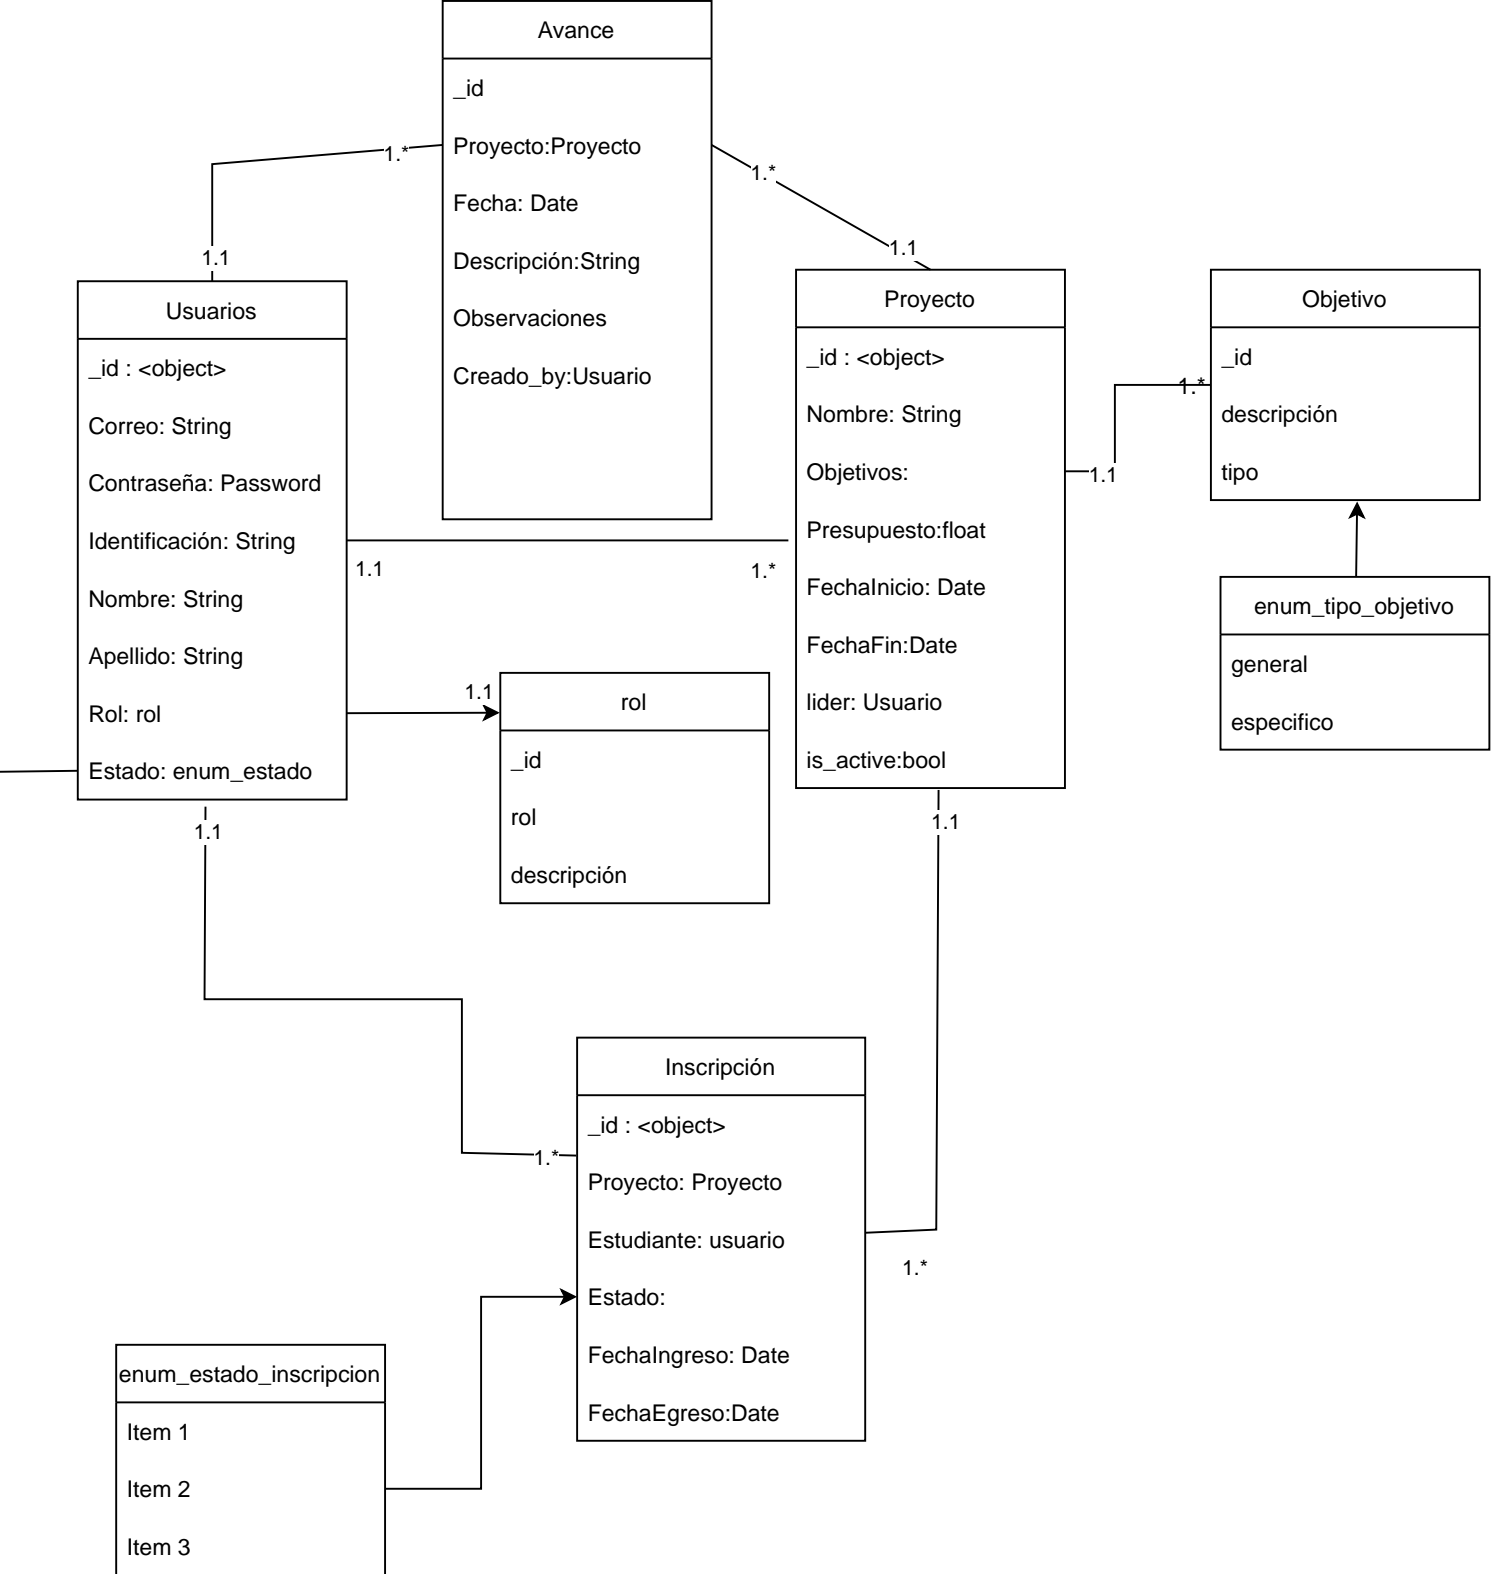 Avance
_id
Proyecto:Proyecto
Fecha: Date
Descripción:String
Observaciones
Creado_by:Usuario
1.*
1.1
1.*
1.1
Usuarios
_id : <object>
Correo: String
Contraseña: Password
Identificación: String
Nombre: String
Apellido: String
Rol: rol
Estado: enum_estado
1.1
1.*
Proyecto
_id : <object>
Nombre: String
Objetivos:
Presupuesto:float
FechaInicio: Date
FechaFin:Date
lider: Usuario
is_active:bool
1.1
1.*
Objetivo
_id
descripción
tipo
enum_tipo_objetivo
general
especifico
1.1
rol
_id
rol
descripción
1.1
1.*
1.1
1.*
Inscripción
_id : <object>
Proyecto: Proyecto
Estudiante: usuario
Estado:
FechaIngreso: Date
FechaEgreso:Date
enum_estado_inscripcion
Item 1
Item 2
Item 3